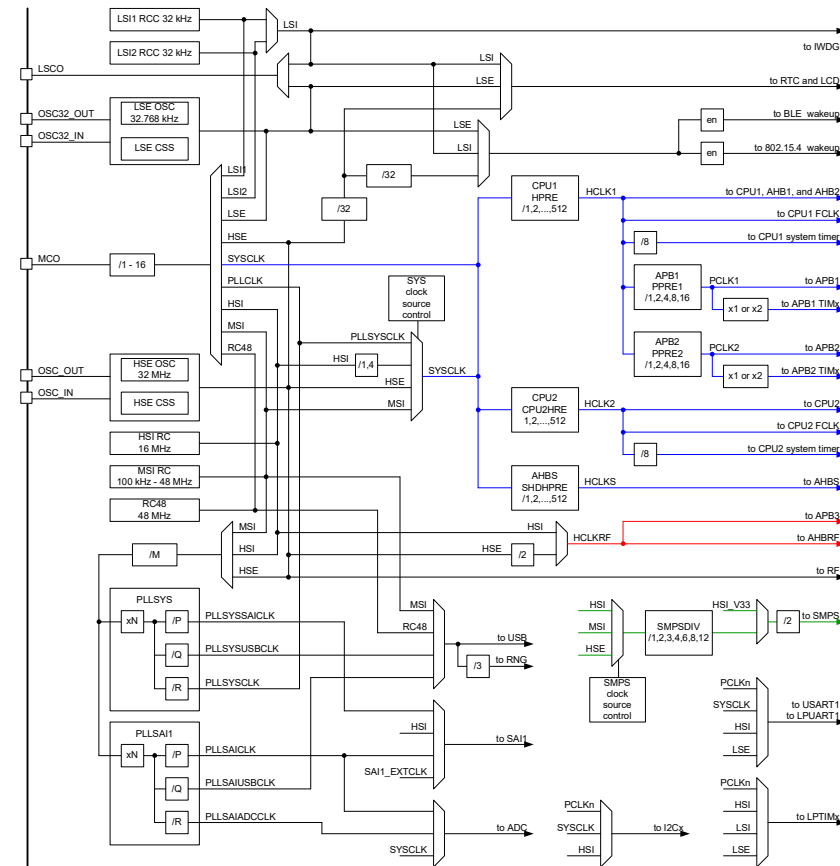 LSI1 RCC 32 kHz
LSI
to IWDG
LSI2 RCC 32 kHz
LSCO
LSI
LSE
to RTC and LCD
OSC32_OUT
LSE OSC
32.768 kHz
OSC32_IN
LSE CSS
LSE
LSI
en
to BLE wakeup
en
to 802.15.4 wakeup
/32
/32
LSI1
LSI2
LSE
HSE
SYSCLK
PLLCLK
HSI
MSI
RC48
MCO
/1 - 16
CPU1
HPRE
/1,2,...,512
HCLK1
to CPU1, AHB1, and AHB2
to CPU1 FCLK
/8
to CPU1 system timer
APB1
PPRE1
/1,2,4,8,16
PCLK1
to APB1
x1 or x2
to APB1 TIMx
APB2
PPRE2
/1,2,4,8,16
PCLK2
to APB2
x1 or x2
to APB2 TIMx
SYS
clock
source
control
PLLSYSCLK
HSI
/1,4
HSE
MSI
SYSCLK
OSC_OUT
HSE OSC
32 MHz
OSC_IN
HSE CSS
CPU2
CPU2HRE
1,2,...,512
HCLK2
to CPU2
to CPU2 FCLK
/8
to CPU2 system timer
HSI RC
16 MHz
MSI RC
100 kHz - 48 MHz
RC48
48 MHz
AHBS
SHDHPRE
/1,2,...,512
HCLKS
to AHBS
HSI
HSE
/2
HCLKRF
to APB3
to AHBRF
to RF
/M
MSI
HSI
HSE
PLLSYS
xN
/P
PLLSYSSAICLK
/Q
PLLSYSUSBCLK
/R
PLLSYSCLK
MSI
RC48
to USB
/3
to RNG
HSI
MSI
HSE
SMPS
clock
source
control
SMPSDIV
/1,2,3,4,6,8,12
HSI_V33
/2
to SMPS
PLLSAI1
xN
/P
PLLSAICLK
/Q
PLLSAIUSBCLK
/R
PLLSAIADCCLK
HSI
SAI1_EXTCLK
to SAI1
SYSCLK
to ADC
PCLKn
SYSCLK
HSI
to I2Cx
PCLKn
SYSCLK
HSI
LSE
to USART1
to LPUART1
PCLKn
HSI
LSI
LSE
to LPTIMx